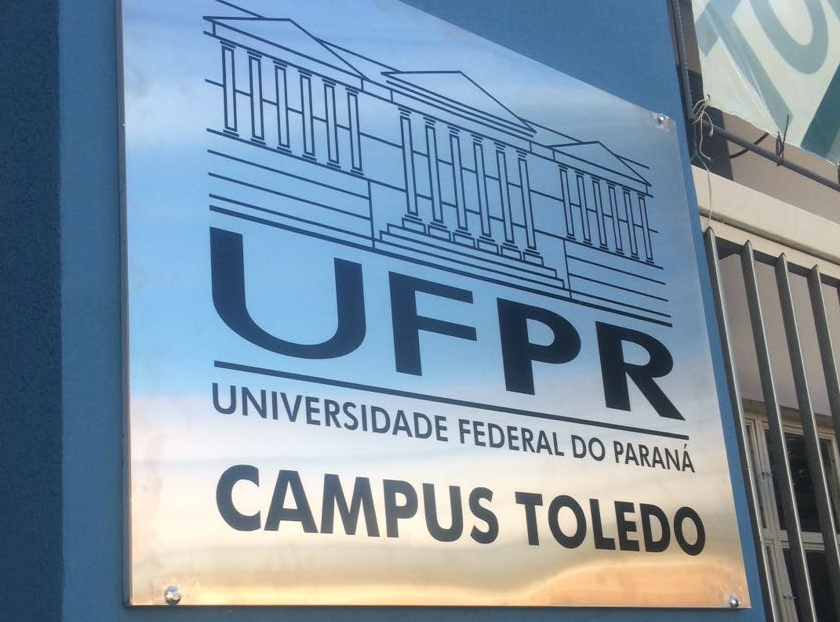 UFPR
UNIVERSIDADE FEDERAL DO PARANÁ
CAMPUS TOLEDO